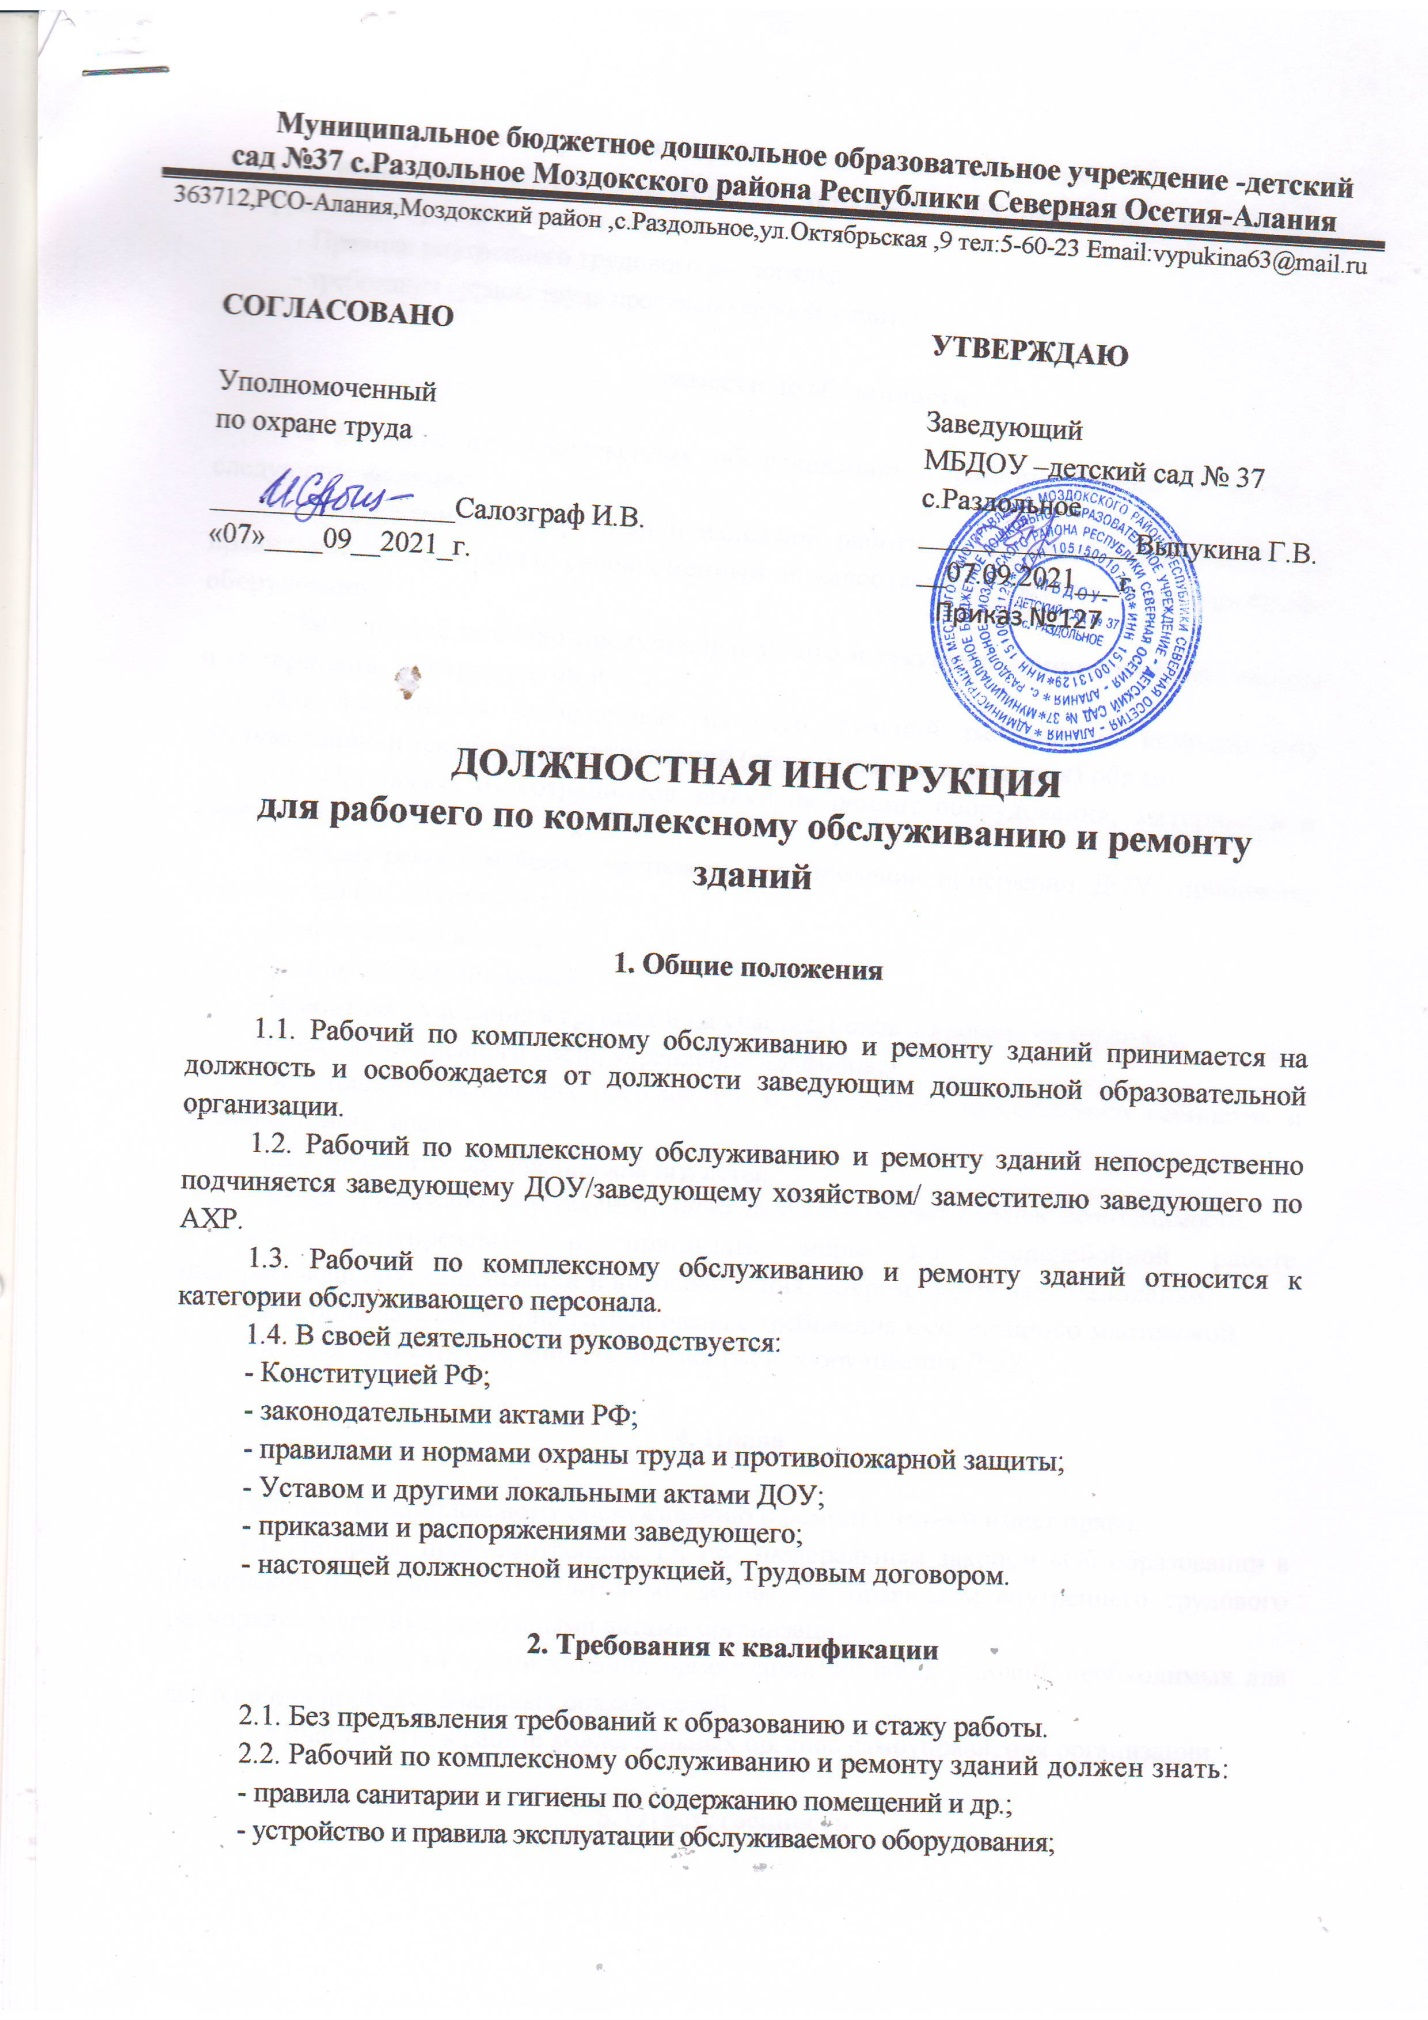 Муниципальное бюджетное дошкольное образовательное учреждение -детский
сад №37 с.Раздольное Моздокского района Республики Северная Осетия-Алания
363712,РСО-Алания,Моздокский район ,с.Раздольное,ул.Октябрьская ,9 тел:5-60-23 Email:vypukina63@mail.ru
СОГЛАСОВАНО
Уполномоченный
по охране труда
_________________Салозграф И.В.
«07»____09__2021_г.
УТВЕРЖДАЮ
Заведующий
МБДОУ –детский сад № 37
с.Раздольное
_______________Выпукина Г.В.
__07.09.2021___г.
Приказ №127
МБДОУ -
ДЕТСКИЙ САД № 37
с. РАЗДОЛЬНОЕ
ДОЛЖНОСТНАЯ ИНСТРУКЦИЯ
для рабочего по комплексному обслуживанию и ремонту
зданий
1. Общие положения
1.1. Рабочий по комплексному обслуживанию и ремонту зданий принимается на
должность и освобождается от должности заведующим дошкольной образовательной
организации.
1.2. Рабочий по комплексному обслуживанию и ремонту зданий непосредственно
подчиняется заведующему ДОУ/заведующему хозяйством/ заместителю заведующего по
АХР.
1.3. Рабочий по комплексному обслуживанию и ремонту зданий относится к
категории обслуживающего персонала.
1.4. В своей деятельности руководствуется:
- Конституцией РФ;
- законодательными актами РФ;
- правилами и нормами охраны труда и противопожарной защиты;
- Уставом и другими локальными актами ДОУ;
- приказами и распоряжениями заведующего;
- настоящей должностной инструкцией, Трудовым договором.
2. Требования к квалификации
2.1. Без предъявления требований к образованию и стажу работы.
2.2. Рабочий по комплексному обслуживанию и ремонту зданий должен знать:
- правила санитарии и гигиены по содержанию помещений и др.;
- устройство и правила эксплуатации обслуживаемого оборудования;